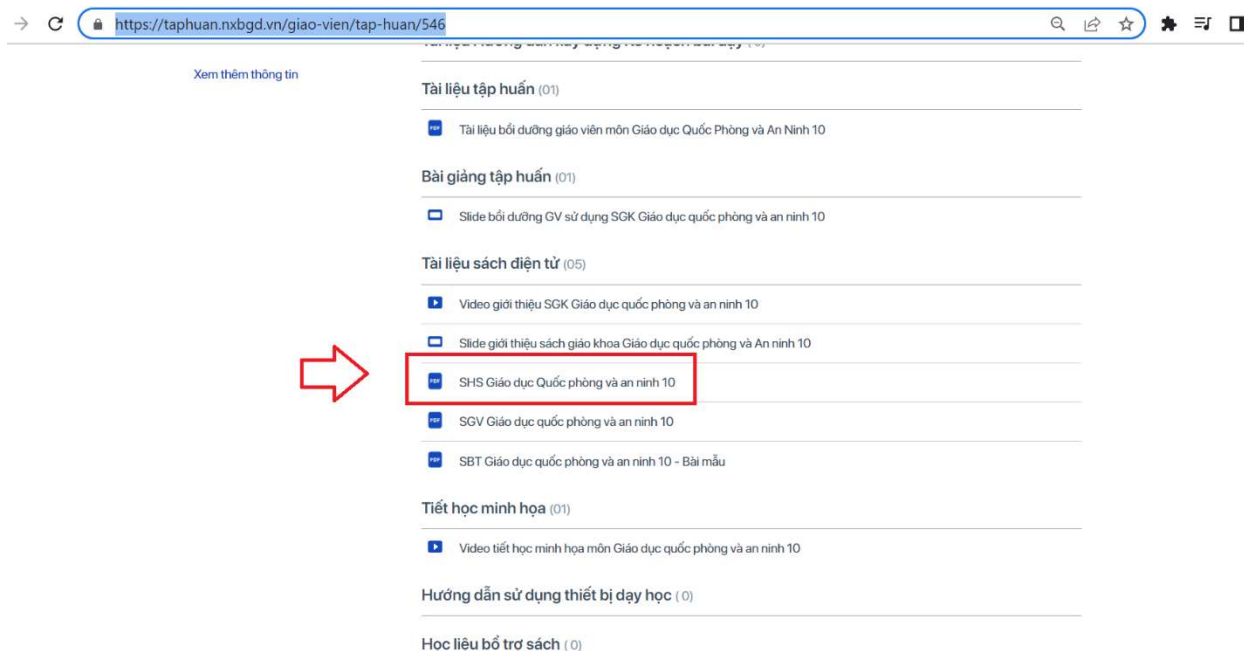 https://taphuan.nxbgd.vn/giao-vien/tap-huan/546
Xem thêm thông tin
Tài liệu tập huấn (01)
PDF Tài liệu bồi dưỡng giáo viên môn Giáo dục Quốc Phòng và An Ninh 10
Bài giảng tập huấn (01)
Slide bồi dưỡng GV sử dụng SGK Giáo dục quốc phòng và an ninh 10
Tài liệu sách điện tử (05)
Video giới thiệu SGK Giáo dục quốc phòng và an ninh 10
Slide giới thiệu sách giáo khoa Giáo dục quốc phòng và An ninh 10
PDF SHS Giáo dục Quốc phòng và an ninh 10
PDF SGV Giáo dục quốc phòng và an ninh 10
PDF SBT Giáo dục quốc phòng và an ninh 10 - Bài mẫu
Tiết học minh họa (01)
Video tiết học minh họa môn Giáo dục quốc phòng và an ninh 10
Hướng dẫn sử dụng thiết bị dạy học ( 0)
Học liệu bổ trợ sách ( 0)